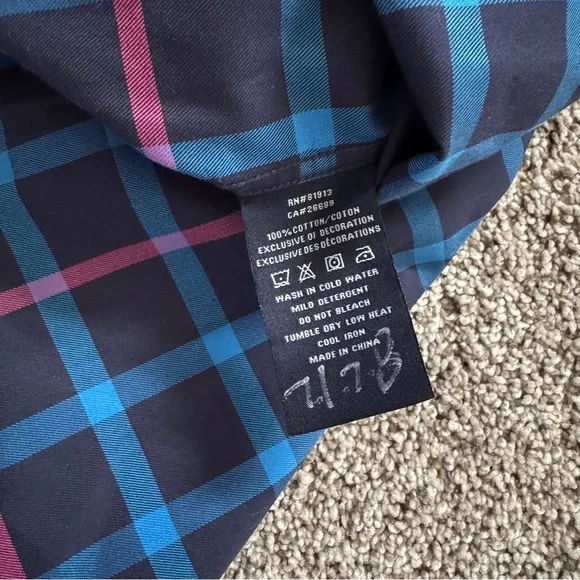 RN#81913
CA#26689
100%COTTON/COTON
EXCLUSIVE OF DECORATION
EXCLUSIVE DES DÉCORATIONS
WASH IN COLD WATER
MILD DETERGENT
DO NOT BLEACH
TUMBLE DRY LOW HEAT
COOL IRON
MADE IN CHINA